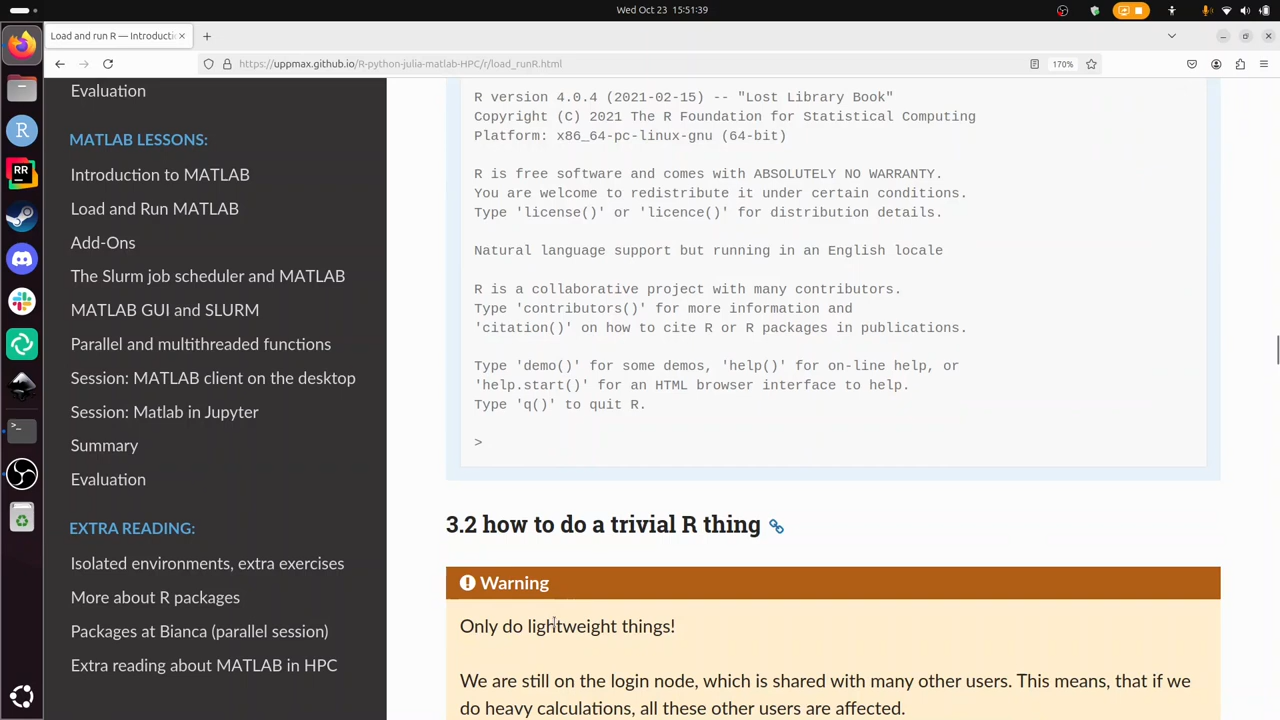 Wed Oct 23 15:51:39
Load and run R — Introducti
https://uppmax.github.io/R-python-julia-matlab-HPC/r/load_runR.html
170%
Evaluation
MATLAB LESSONS:
Introduction to MATLAB
Load and Run MATLAB
Add-Ons
The Slurm job scheduler and MATLAB
MATLAB GUI and SLURM
Parallel and multithreaded functions
Session: MATLAB client on the desktop
Session: Matlab in Jupyter
Summary
Evaluation
EXTRA READING:
Isolated environments, extra exercises
More about R packages
Packages at Bianca (parallel session)
Extra reading about MATLAB in HPC
R version 4.0.4 (2021-02-15) -- "Lost Library Book"
Copyright (C) 2021 The R Foundation for Statistical Computing
Platform: x86_64-pc-linux-gnu (64-bit)
R is free software and comes with ABSOLUTELY NO WARRANTY.
You are welcome to redistribute it under certain conditions.
Type 'license()' or 'licence()' for distribution details.
Natural language support but running in an English locale
R is a collaborative project with many contributors.
Type 'contributors()' for more information and
'citation()' on how to cite R or R packages in publications.
Type 'demo()' for some demos, 'help()' for on-line help, or
'help.start()' for an HTML browser interface to help.
Type 'q()' to quit R.
>
3.2 how to do a trivial R thing
Warning
Only do lightweight things!
We are still on the login node, which is shared with many other users. This means, that if we
do heavy calculations, all these other users are affected.